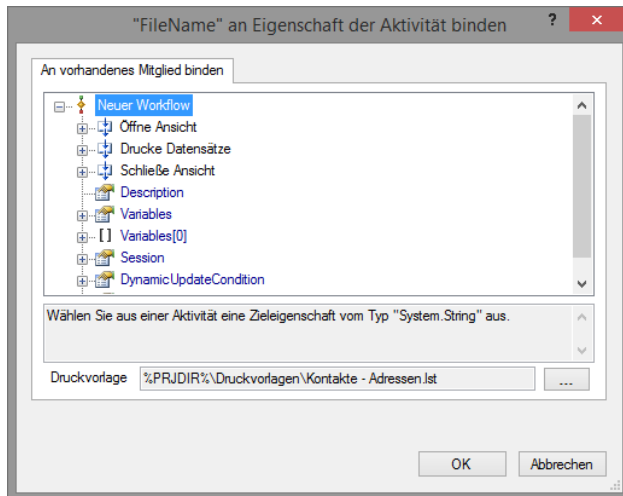 "FileName" an Eigenschaft der Aktivität binden
An vorhandenes Mitglied binden
Neuer Workflow
Öffne Ansicht
Drucke Datensätze
Schließe Ansicht
Description
Variables
[ ] Variables[0]
Session
DynamicUpdateCondition
Wählen Sie aus einer Aktivität eine Zieleigenschaft vom Typ "System.String" aus.
Druckvorlage %PRJDIR%\Druckvorlagen\Kontakte - Adressen.lst ...
OK Abbrechen